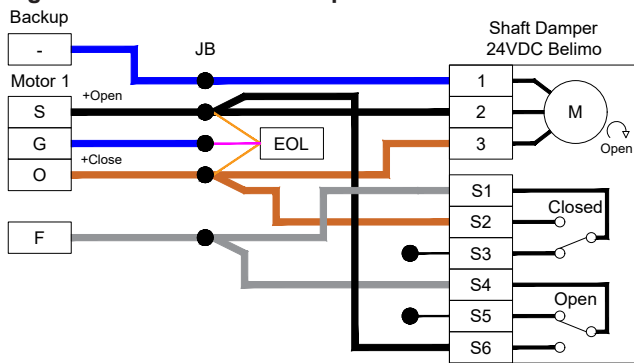 Backup
-
JB
Motor 1
S
+Open
G
O
+Close
F
EOL
Shaft Damper
24VDC Belimo
1
2
3
M
Open
S1
S2
S3
S4
S5
S6
Closed
Open